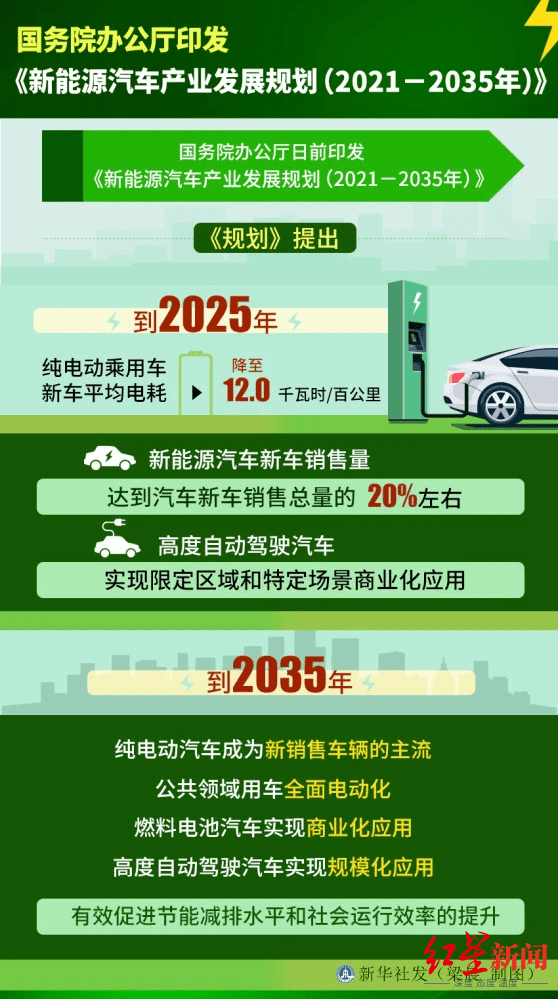 国务院办公厅印发
《新能源汽车产业发展规划（2021－2035年）》
国务院办公厅日前印发
《新能源汽车产业发展规划（2021－2035年）》
《规划》提出
到2025年
纯电动乘用车
新车平均电耗
降至
12.0 千瓦时/百公里
新能源汽车新车销售量
达到汽车新车销售总量的 20%左右
高度自动驾驶汽车
实现限定区域和特定场景商业化应用
到2035年
纯电动汽车成为新销售车辆的主流
公共领域用车全面电动化
燃料电池汽车实现商业化应用
高度自动驾驶汽车实现规模化应用
有效促进节能减排水平和社会运行效率的提升
新华社发（梁 制图）
红星新闻
深度 态度 温度